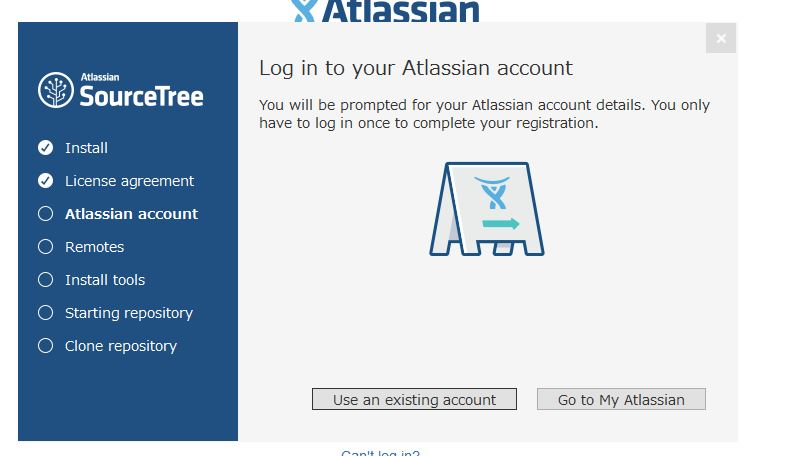 Atlassian
Log in to your Atlassian account
Atlassian
SourceTree
You will be prompted for your Atlassian account details. You only
have to log in once to complete your registration.
Install
License agreement
Atlassian account
Remotes
Install tools
Starting repository
Clone repository
Use an existing account
Go to My Atlassian
Can't log in?